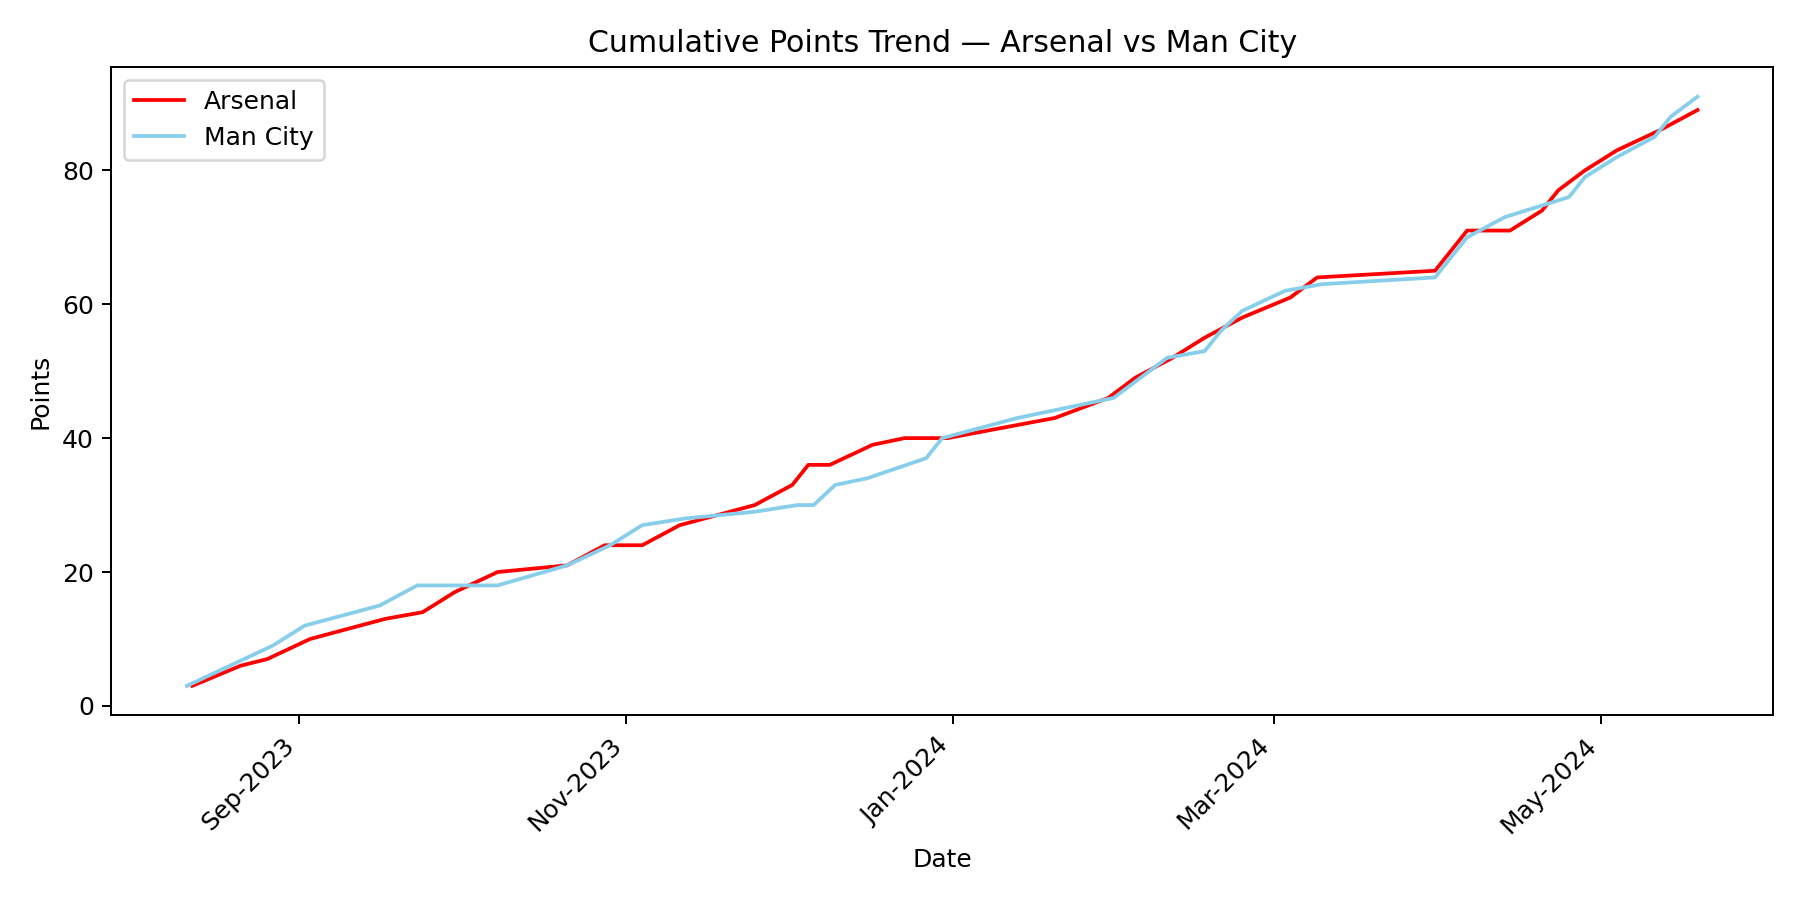 Cumulative Points Trend — Arsenal vs Man City
Arsenal
Man City
80
60
40
20
0
Points
Sep-2023
Nov-2023
Jan-2024
Mar-2024
May-2024
Date